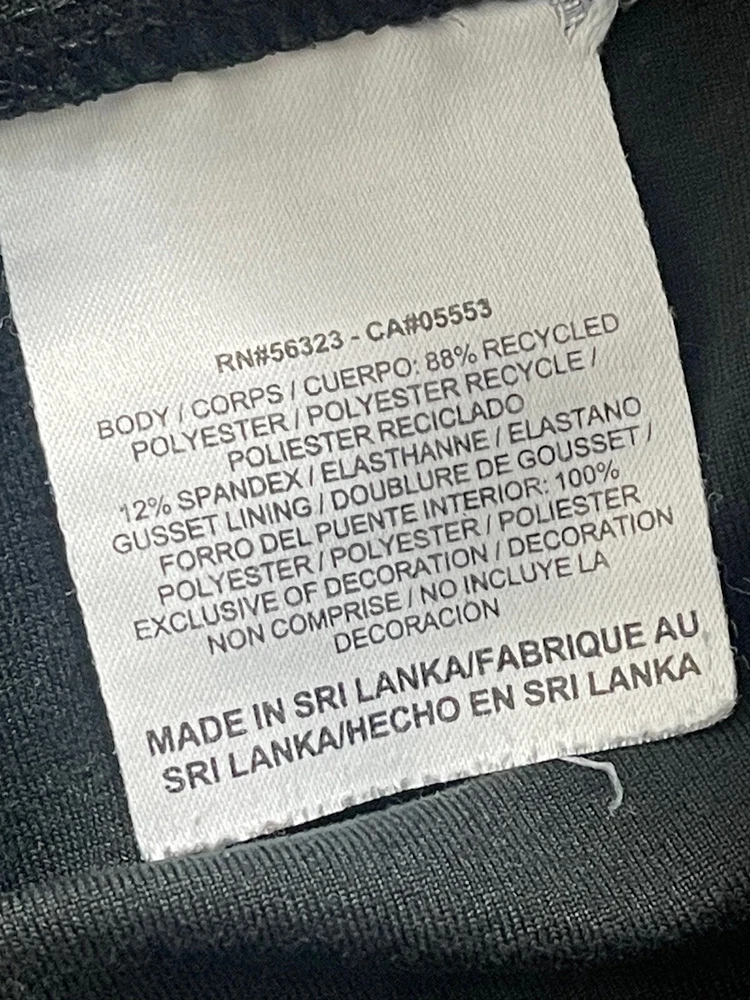 RN#56323 - CA#05553
BODY / CORPS / CUERPO: 88% RECYCLED
POLYESTER / POLYESTER RECYCLE /
POLIESTER RECICLADO
12% SPANDEX / ELASTHANNE / ELASTANO
GUSSET LINING / DOUBLURE DE GOUSSET /
FORRO DEL PUENTE INTERIOR: 100%
POLYESTER / POLYESTER / POLIESTER
EXCLUSIVE OF DECORATION / DECORATION
NON COMPRISE / NO INCLUYE LA
DECORACIÓN
MADE IN SRI LANKA/FABRIQUE AU
SRI LANKA/HECHO EN SRI LANKA